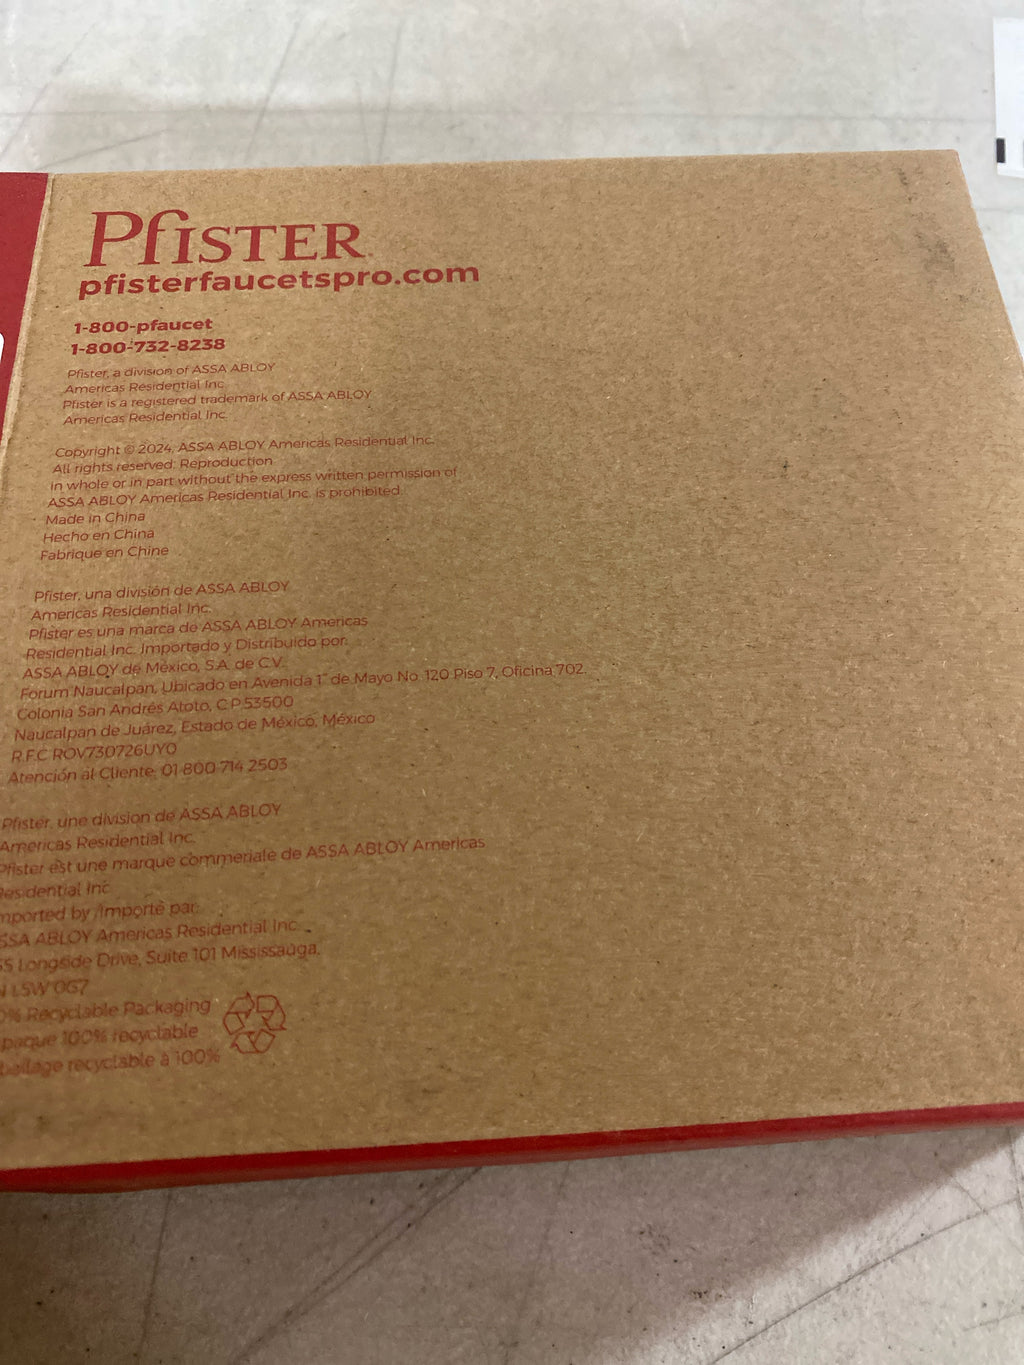 PfISTER
pfisterfaucetspro.com
1-800-pfaucet
1-800-732-8238
Pfister, a division of ASSA ABLOY
Americas Residential Inc.
Pfister is a registered trademark of ASSA ABLOY
Americas Residential Inc.
Copyright © 2024, ASSA ABLOY Americas Residential Inc.
All rights reserved. Reproduction
in whole or in part without the express written permission of
ASSA ABLOY Americas Residential Inc. is prohibited.
Made in China
Hecho en China
Fabrique en Chine
Pfister, una división de ASSA ABLOY
Americas Residential Inc.
Pfister es una marca de ASSA ABLOY Americas
Residential Inc. Importado y Distribuido por:
ASSA ABLOY de México, S.A. de C.V.
Forum Naucalpan, Ubicado en Avenida 1° de Mayo No. 120 Piso 7, Oficina 702.
Colonia San Andrés Atoto, C.P 53500
Naucalpan de Juárez, Estado de México, México
R.F.C ROV730726UY0
Atención al Cliente: 01 800 714 2503
Pfister, une division de ASSA ABLOY
Americas Residential Inc.
Pfister est une marque commeriale de ASSA ABLOY Americas
Residential Inc
mported by /Importé par:
SSA ABLOY Americas Residential Inc.
5 Longside Drive, Suite 101 Mississauga,
L5W 0G7
0% Recyclable Packaging
paque 100% recyclable
ballage recyclable à 100%